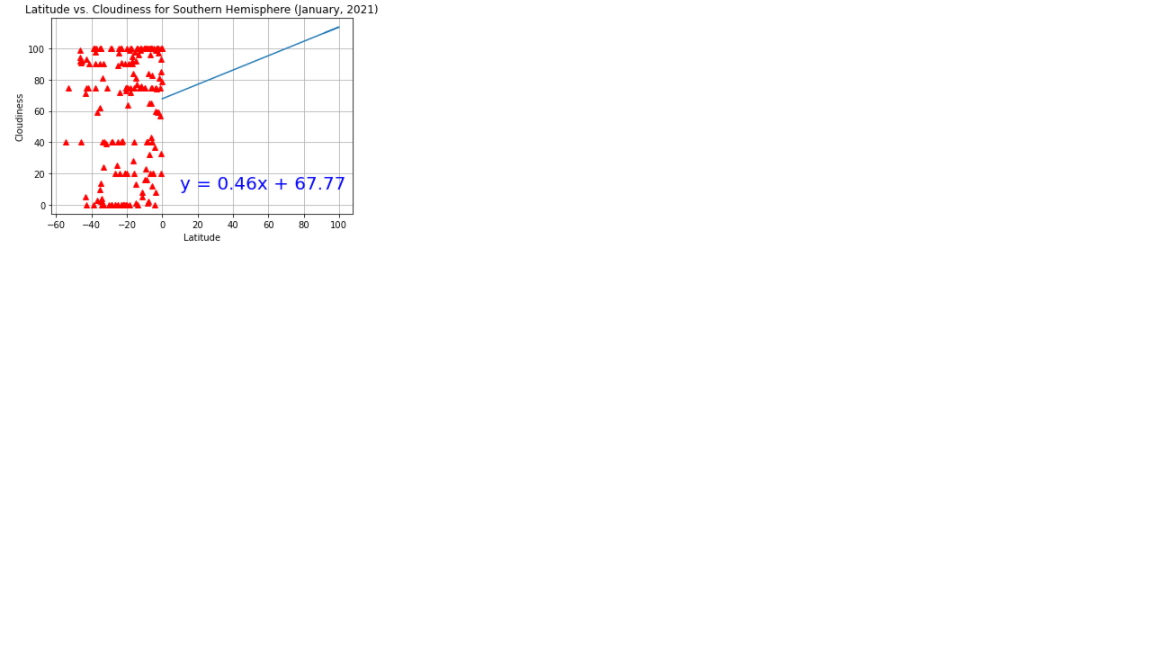 Latitude vs. Cloudiness for Southern Hemisphere (January, 2021)
Cloudiness
100
80
60
40
20
0
y = 0.46x + 67.77
−60 −40 −20 0 20 40 60 80 100
Latitude